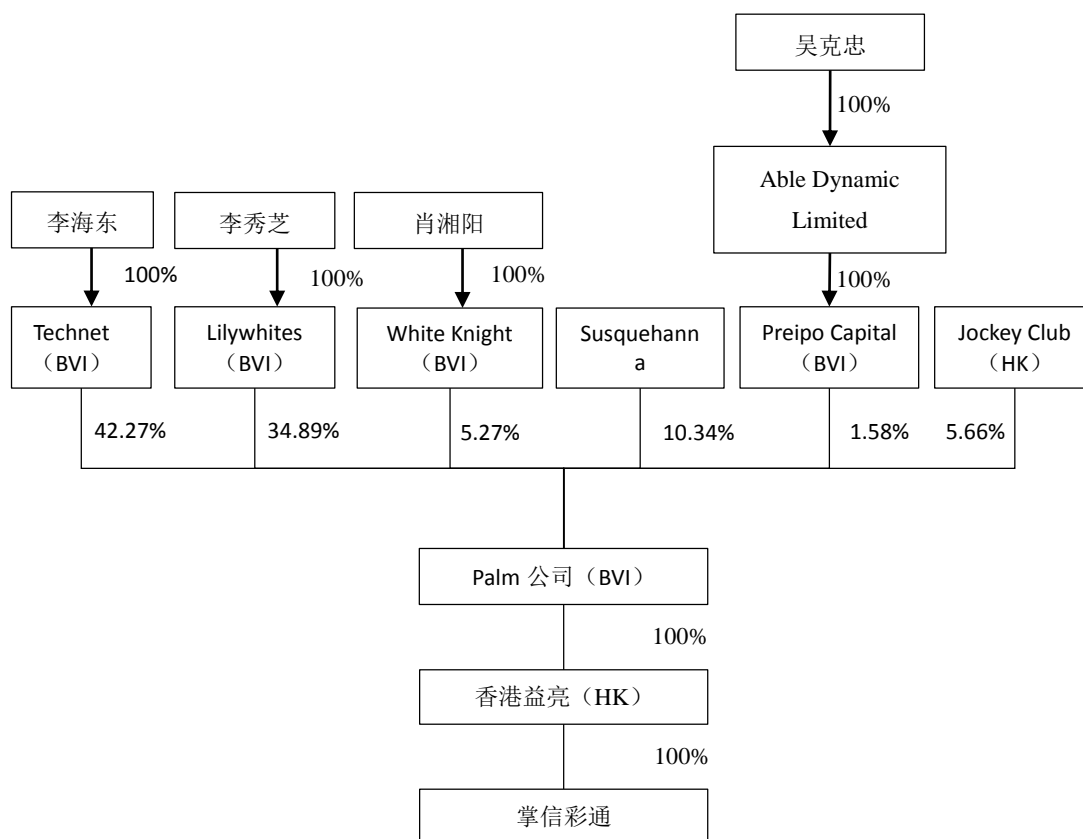 吴克忠
100%
Able Dynamic
Limited
李海东
李秀芝
肖湘阳
100%
100%
100%
100%
Technet
（BVI）
Lilywhites
（BVI）
White Knight
（BVI）
Susquehann
a
Preipo Capital
（BVI）
Jockey Club
（HK）
42.27%
34.89%
5.27%
10.34%
1.58%
5.66%
Palm 公司（BVI）
100%
香港益亮（HK）
100%
掌信彩通